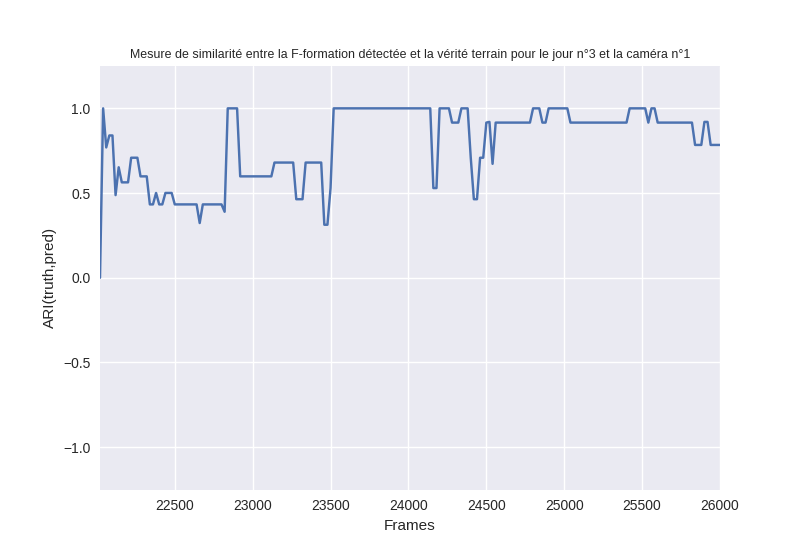 Mesure de similarité entre la F-formation détectée et la vérité terrain pour le jour n°3 et la caméra n°1
1.0
0.5
0.0
−0.5
−1.0
ARI(truth,pred)
22500 23000 23500 24000 24500 25000 25500 26000
Frames